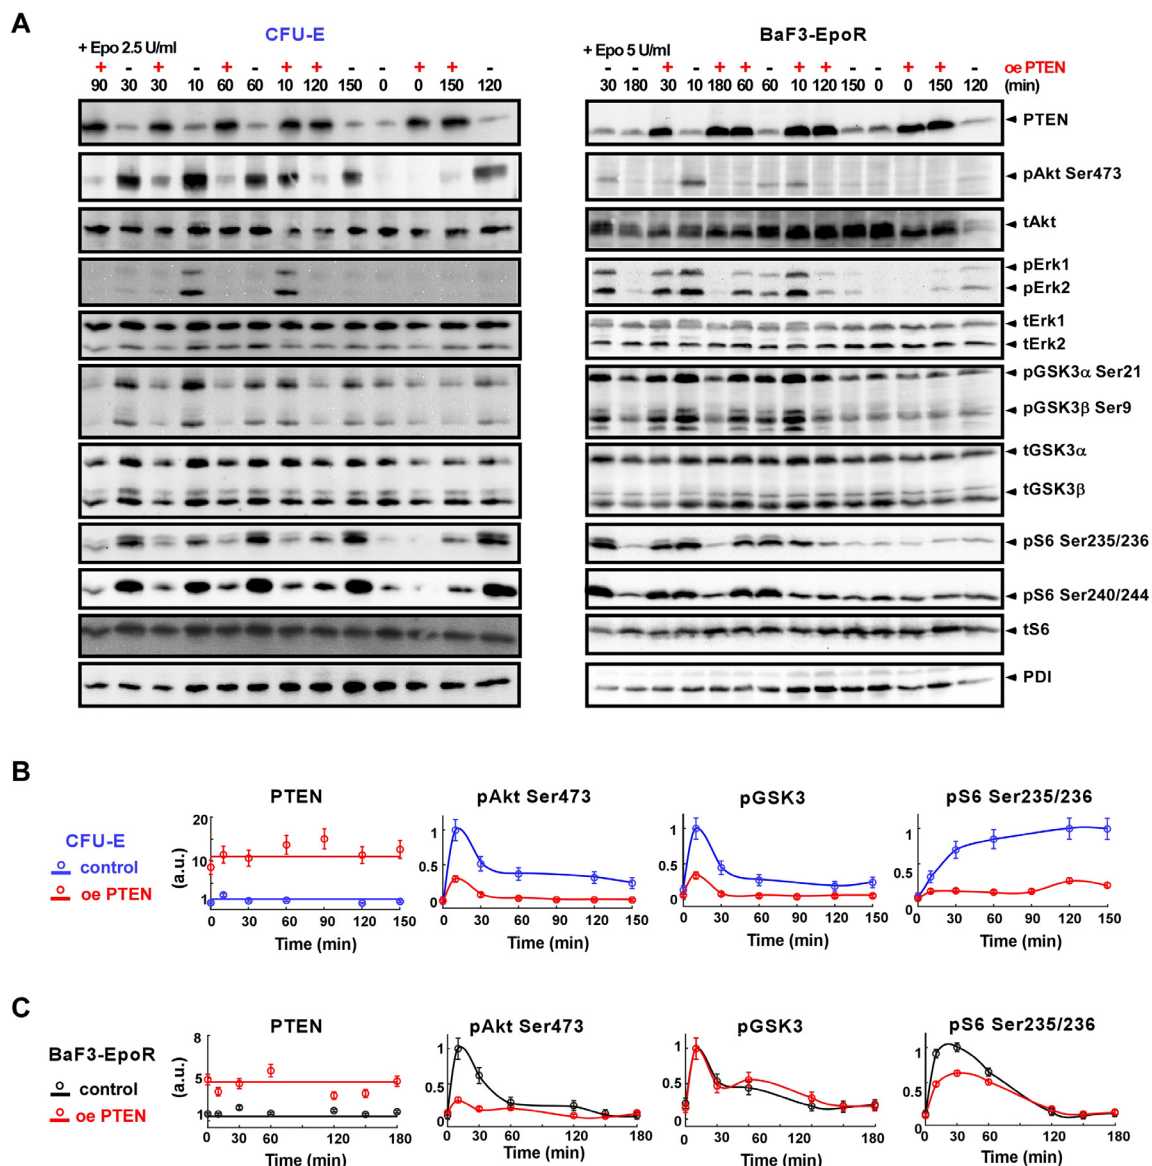 A
CFU-E
BaF3-EpoR
+ Epo 2.5 U/ml
+ Epo 5 U/ml
+ - + - + - + + - - + + -
- - + - + + - + + - - + + - oe PTEN
90 30 30 10 60 60 10 120 150 0 0 150 120
30 180 30 10 180 60 60 10 120 150 0 0 150 120 (min)
PTEN
pAkt Ser473
tAkt
pErk1
pErk2
tErk1
tErk2
pGSK3α Ser21
pGSK3β Ser9
tGSK3α
tGSK3β
pS6 Ser235/236
pS6 Ser240/244
tS6
PDI
B
CFU-E
control
oe PTEN
PTEN
(a.u.)
20
10
1
0 30 60 90 120 150
Time (min)
pAkt Ser473
1
0.5
0
0 30 60 90 120 150
Time (min)
pGSK3
1
0.5
0
0 30 60 90 120 150
Time (min)
pS6 Ser235/236
1
0.5
0
0 30 60 90 120 150
Time (min)
C
BaF3-EpoR
control
oe PTEN
PTEN
(a.u.)
8
5
1
0 30 60 120 180
Time (min)
pAkt Ser473
1
0.5
0
0 30 60 120 180
Time (min)
pGSK3
1
0.5
0
0 30 60 120 180
Time (min)
pS6 Ser235/236
1
0.5
0
0 30 60 120 180
Time (min)